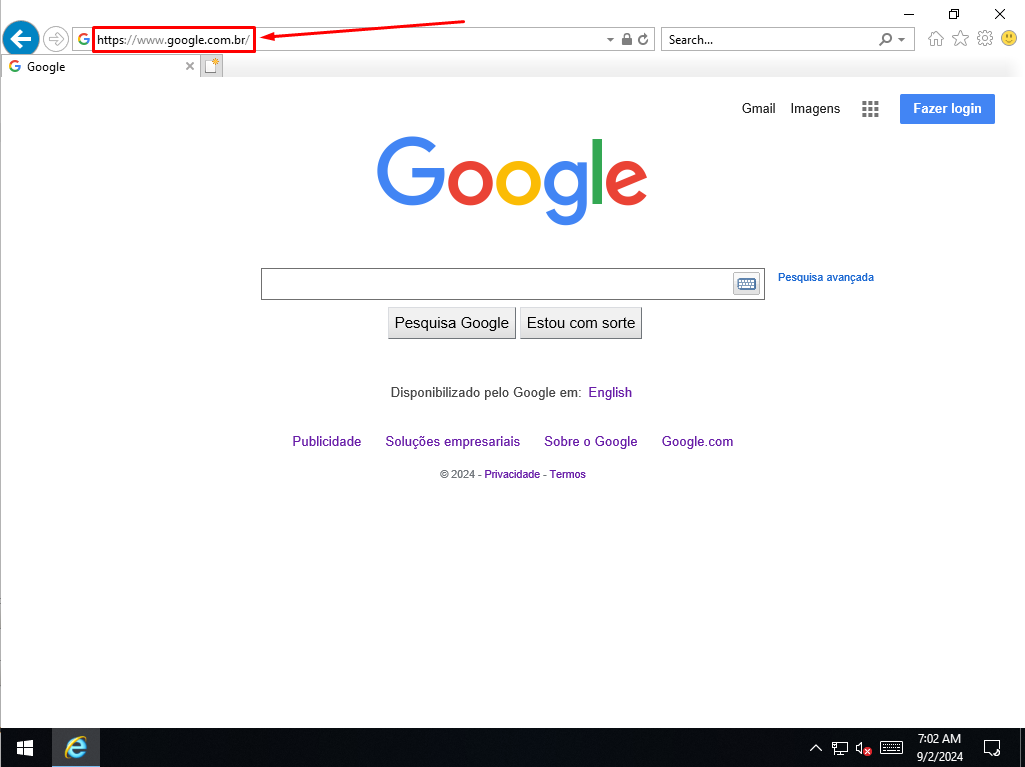 https://www.google.com.br/
Search...
Google
Gmail Imagens Fazer login
Google
Pesquisa avançada
Pesquisa Google Estou com sorte
Disponibilizado pelo Google em: English
Publicidade Soluções empresariais Sobre o Google Google.com
© 2024 - Privacidade - Termos
7:02 AM
9/2/2024